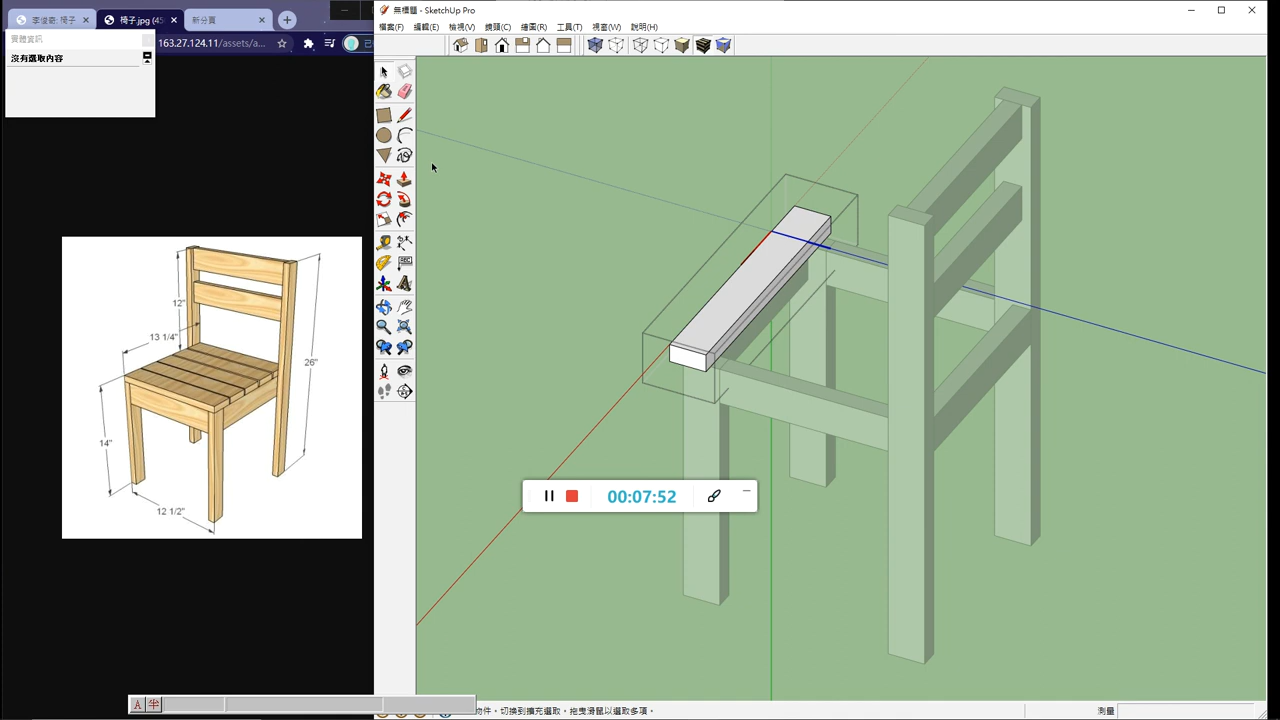 李俊臺: 椅子
椅子.jpg (45
新分頁
163.27.124.11/assets/a...
實體資訊
沒有選取內容
無標題 - SketchUp Pro
檔案(F) 編輯(E) 檢視(V) 鏡頭(C) 繪圖(R) 工具(T) 視窗(W) 說明(H)
12"
13 1/4"
26"
14"
12 1/2"
00:07:52
A 半
物件。切換到擴充選取。拖曳滑鼠以選取多項。
測量